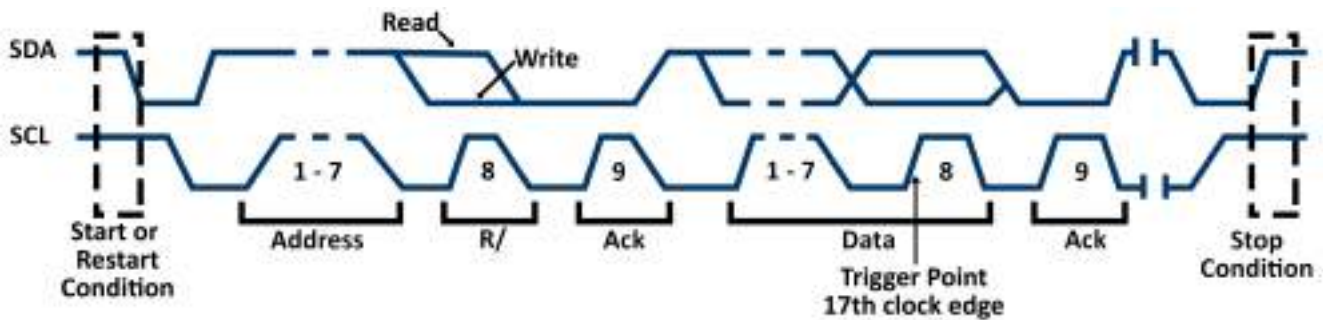 Read
SDA
Write
SCL
1 - 7
8
9
1 - 7
8
9
Start or
Restart
Condition
Address
R/
Ack
Data
Ack
Stop
Condition
Trigger Point
17th clock edge